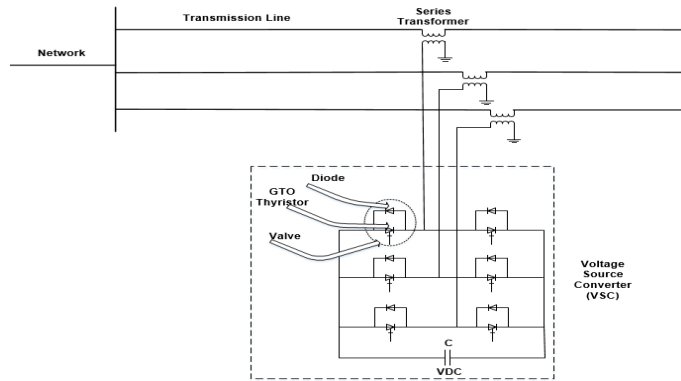 Series
Transformer
Transmission Line
Network
Diode
GTO
Thyristor
Valve
Voltage
Source
Converter
(VSC)
C
VDC